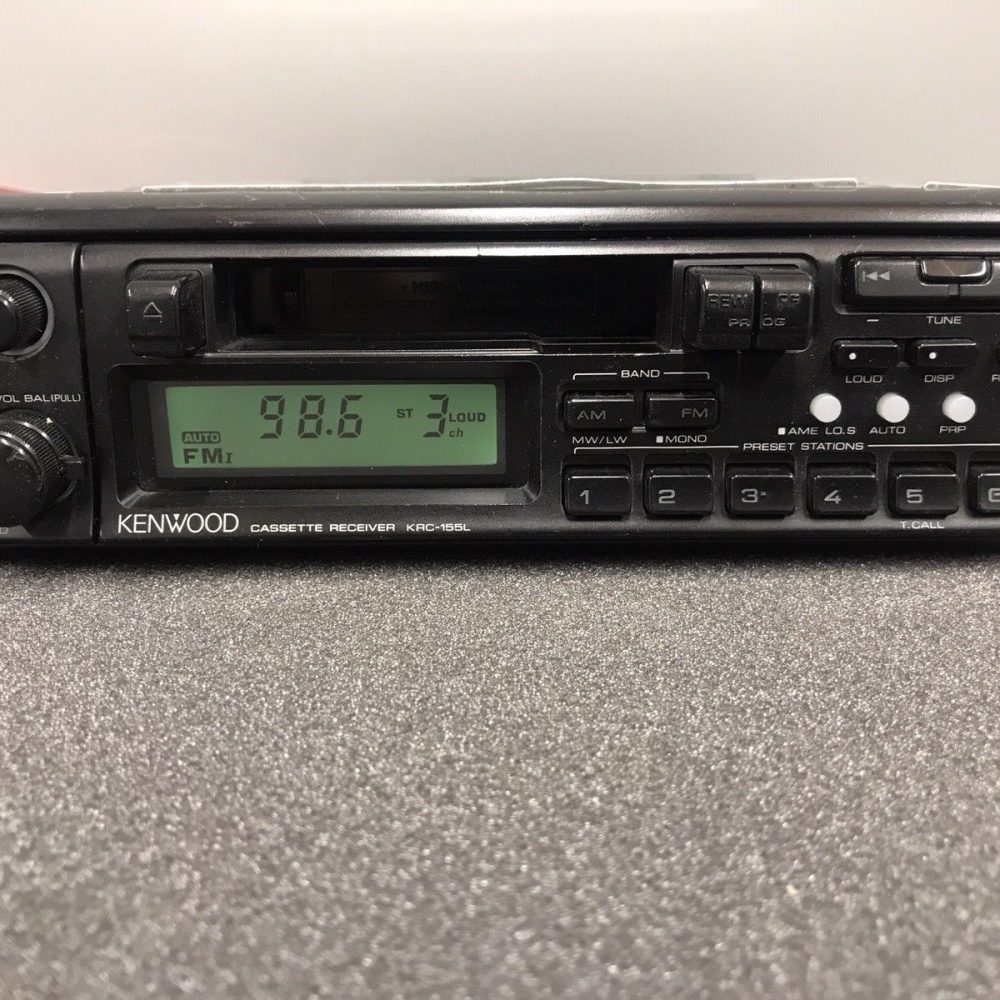 REW FF
PROG
− TUNE
LOUD DISP
VOL BAL(PULL)
BAND
AM FM
MW/LW ■MONO
■AME LO.S AUTO PRP
98.6 ST 3 ch LOUD
AUTO
FM I
PRESET STATIONS
1 2 3 4 5 6
T.CALL
KENWOOD CASSETTE RECEIVER KRC-155L